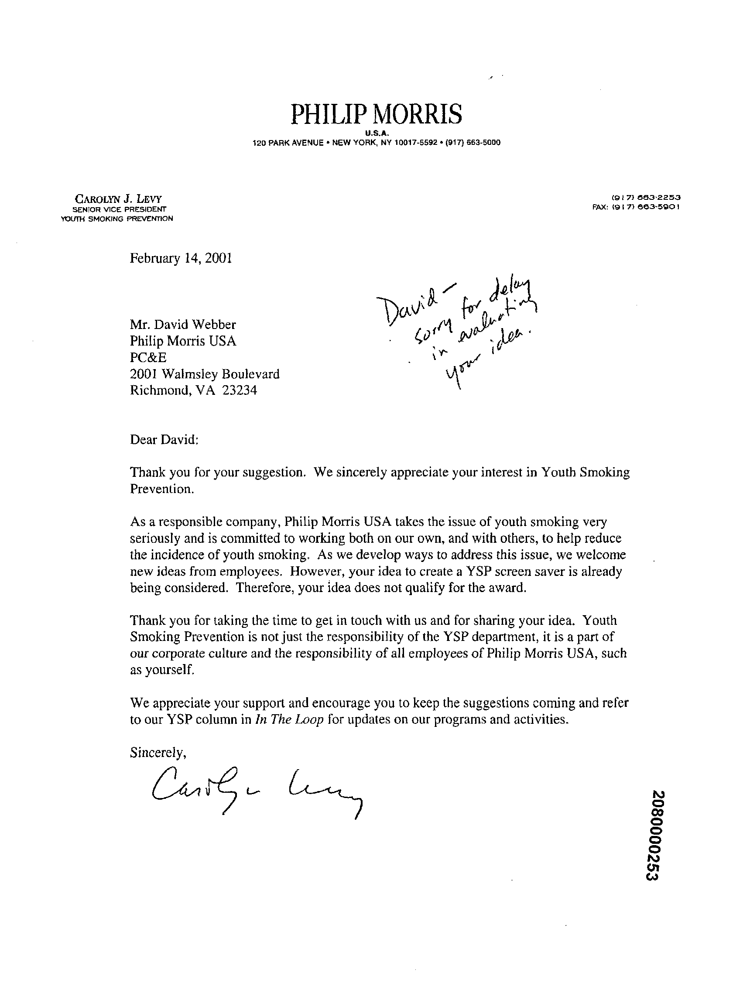 PHILIP MORRIS
U.S.A.
120 PARK AVENUE • NEW YORK, NY 10017-5592 • (917) 663-5000
CAROLYN J. LEVY
SENIOR VICE PRESIDENT
YOUTH SMOKING PREVENTION
(917) 663-2253
FAX: (917) 663-5901
February 14, 2001
David –
sorry for delay
in evaluating
your idea.
Mr. David Webber
Philip Morris USA
PC&E
2001 Walmsley Boulevard
Richmond, VA 23234
Dear David:
Thank you for your suggestion. We sincerely appreciate your interest in Youth Smoking
Prevention.
As a responsible company, Philip Morris USA takes the issue of youth smoking very
seriously and is committed to working both on our own, and with others, to help reduce
the incidence of youth smoking. As we develop ways to address this issue, we welcome
new ideas from employees. However, your idea to create a YSP screen saver is already
being considered. Therefore, your idea does not qualify for the award.
Thank you for taking the time to get in touch with us and for sharing your idea. Youth
Smoking Prevention is not just the responsibility of the YSP department, it is a part of
our corporate culture and the responsibility of all employees of Philip Morris USA, such
as yourself.
We appreciate your support and encourage you to keep the suggestions coming and refer
to our YSP column in In The Loop for updates on our programs and activities.
Sincerely,
Carolyn Levy
2080000253